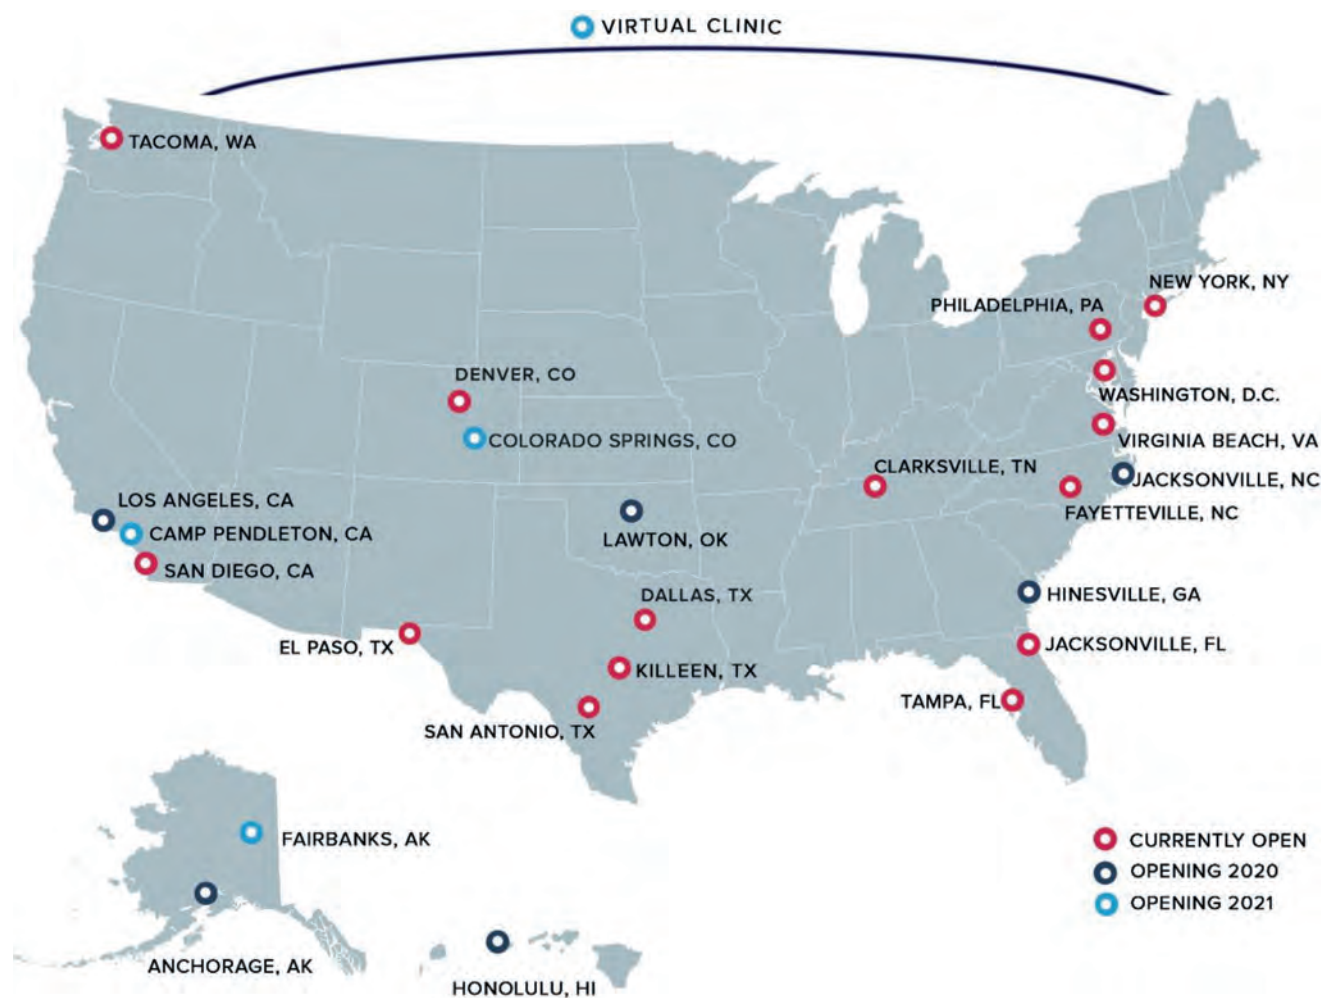 VIRTUAL CLINIC
TACOMA, WA
NEW YORK, NY
PHILADELPHIA, PA
DENVER, CO
WASHINGTON, D.C.
COLORADO SPRINGS, CO
VIRGINIA BEACH, VA
CLARKSVILLE, TN
JACKSONVILLE, NC
LOS ANGELES, CA
FAYETTEVILLE, NC
CAMP PENDLETON, CA
LAWTON, OK
SAN DIEGO, CA
DALLAS, TX
HINESVILLE, GA
EL PASO, TX
JACKSONVILLE, FL
KILLEEN, TX
TAMPA, FL
SAN ANTONIO, TX
FAIRBANKS, AK
CURRENTLY OPEN
OPENING 2020
OPENING 2021
ANCHORAGE, AK
HONOLULU, HI